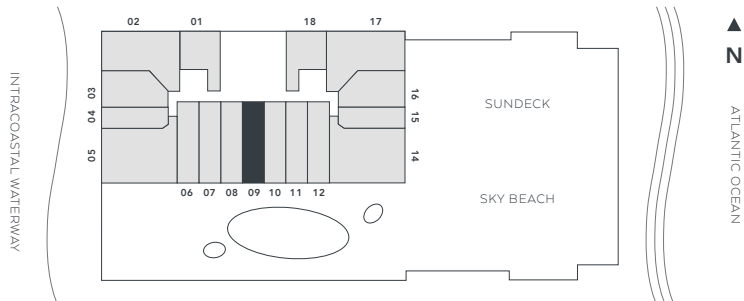 02 01 18 17
N
03 16
04 15
05 14
SUNDECK
SKY BEACH
06 07 08 09 10 11 12
INTRACOASTAL WATERWAY
ATLANTIC OCEAN